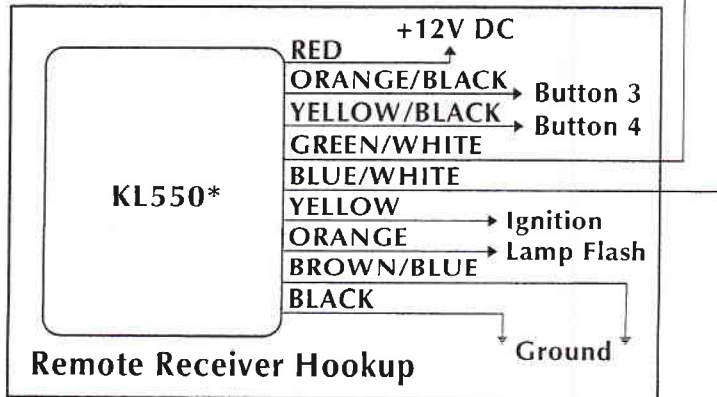 +12V DC
RED
ORANGE/BLACK
Button 3
YELLOW/BLACK
Button 4
GREEN/WHITE
BLUE/WHITE
KL550*
YELLOW
Ignition
ORANGE
Lamp Flash
BROWN/BLUE
BLACK
Ground
Remote Receiver Hookup